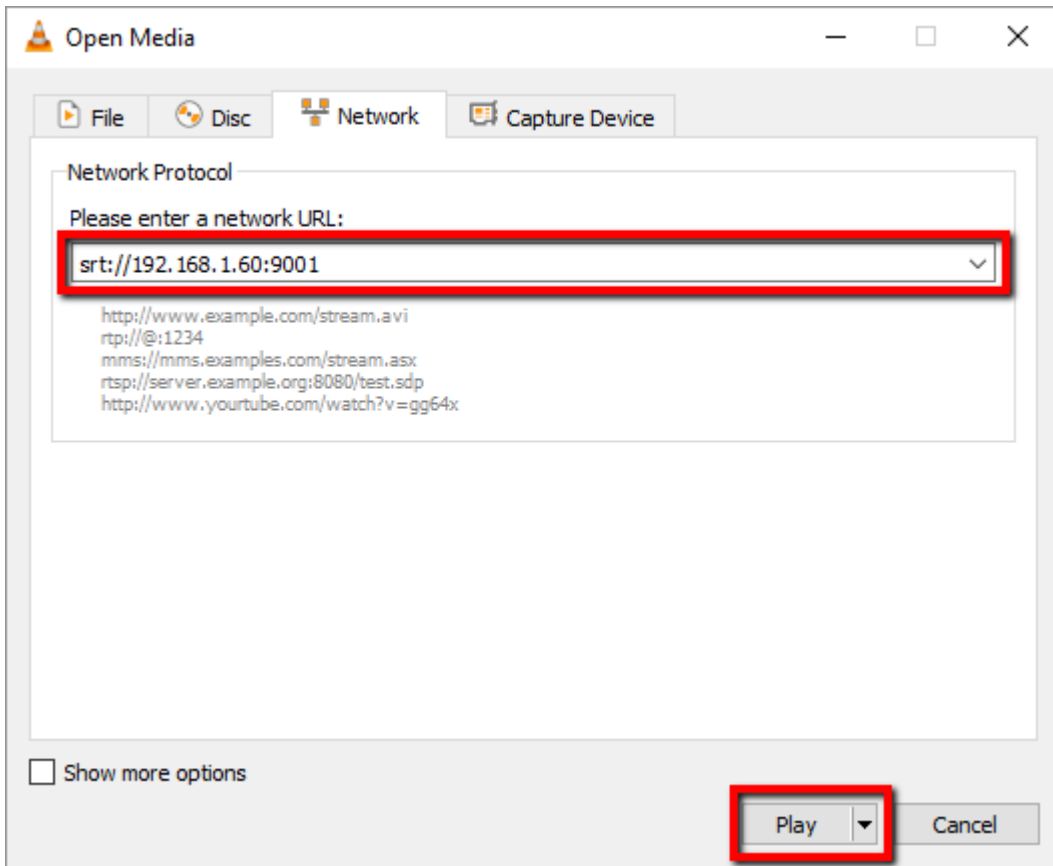 Open Media
File Disc Network Capture Device
Network Protocol
Please enter a network URL:
srt://192.168.1.60:9001
http://www.example.com/stream.avi
rtp://@:1234
mms://mms.examples.com/stream.asx
rtsp://server.example.org:8080/test.sdp
http://www.yourtube.com/watch?v=gg64x
Show more options
Play Cancel